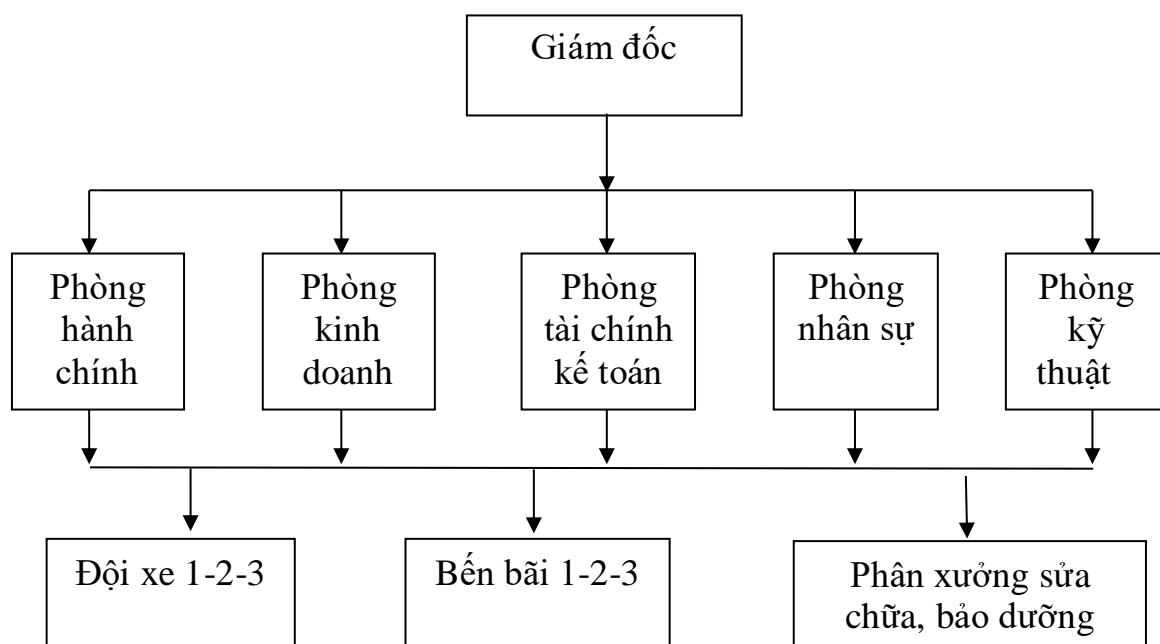 Giám đốc
Phòng
hành
chính
Phòng
kinh
doanh
Phòng
tài chính
kế toán
Phòng
nhân sự
Phòng
kỹ
thuật
Đội xe 1-2-3
Bến bãi 1-2-3
Phân xưởng sửa
chữa, bảo dưỡng